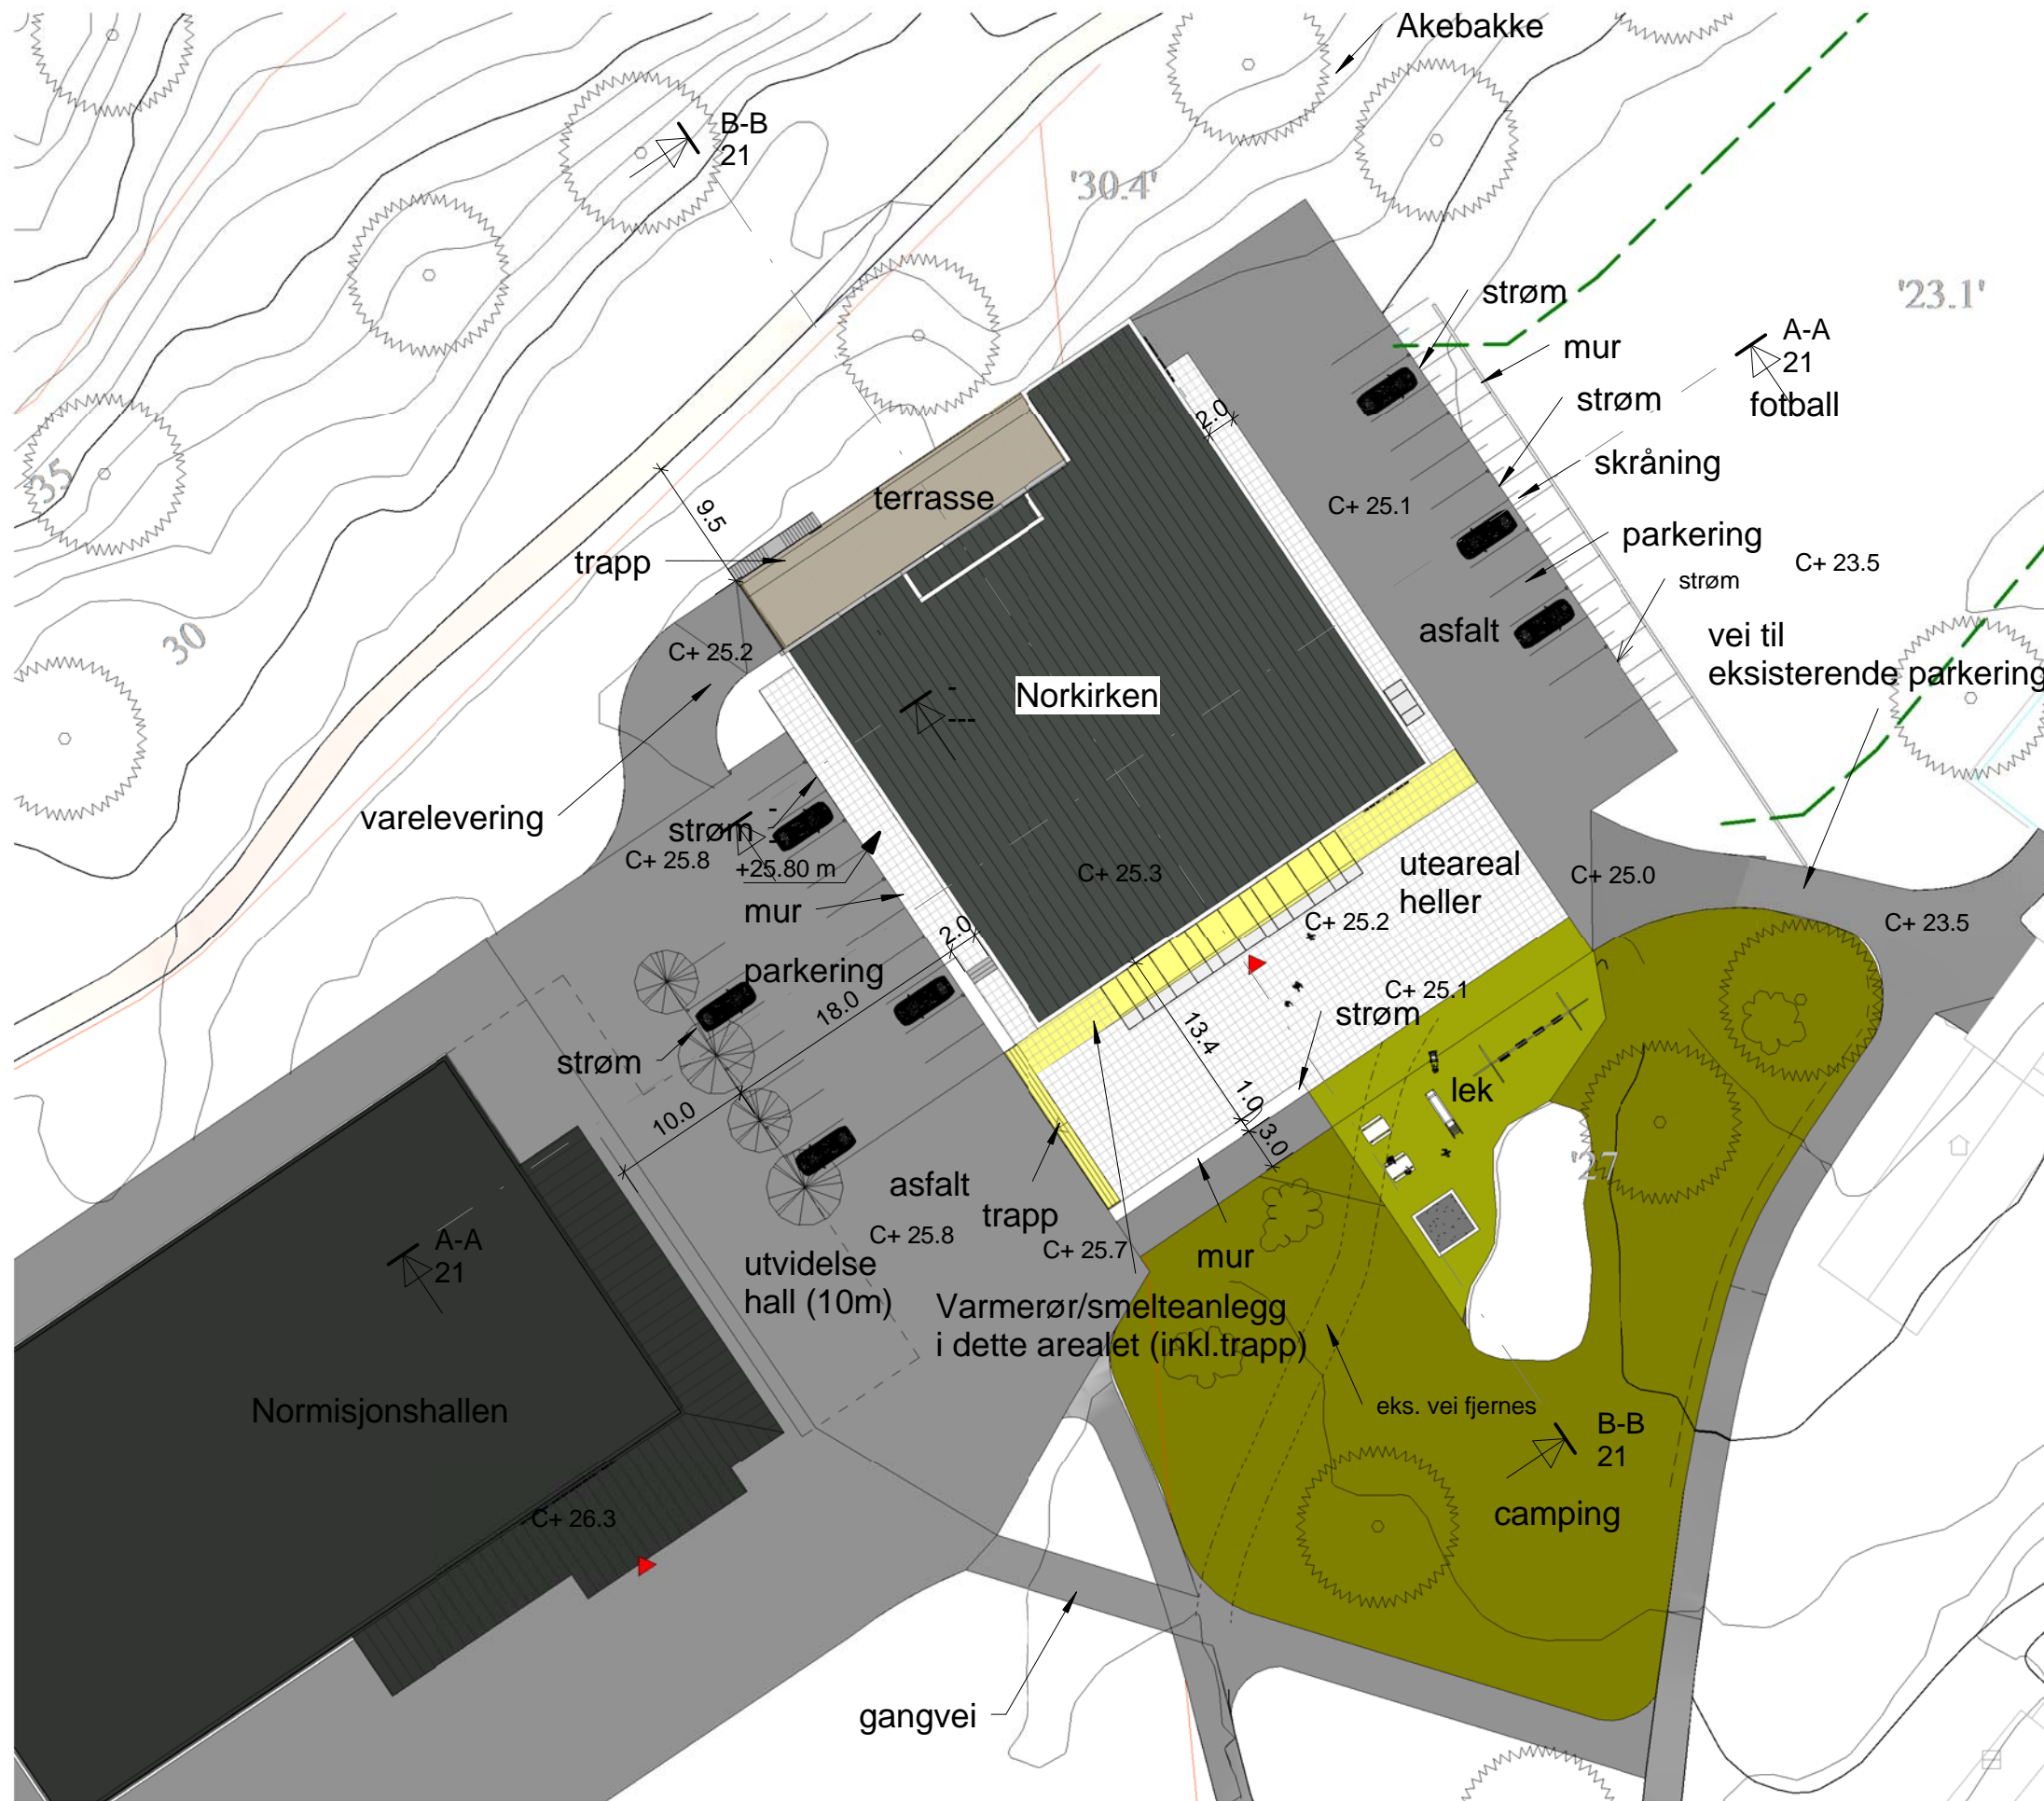 Akebakke
B-B
21
'30.4'
'23.1'
strøm
A-A
21
mur
strøm
fotball
2.0
35
skråning
terrasse
C+ 25.1
9.5
parkering
trapp
C+ 23.5
strøm
asfalt
30
C+ 25.2
vei til
eksisterende parkering
Norkirken
-
---
varelevering
-
strøm
-
C+ 25.8
+25.80 m
C+ 25.3
uteareal
heller
C+ 25.0
mur
C+ 25.2
C+ 23.5
2.0
parkering
C+ 25.1
18.0
strøm
13.4
strøm
lek
10.0
1.0
3.0
'27
asfalt
trapp
C+ 25.8
C+ 25.7
A-A
21
mur
utvidelse
hall (10m)
Varmerør/smelteanlegg
i dette arealet (inkl.trapp)
Normisjonshallen
eks. vei fjernes
B-B
21
camping
C+ 26.3
gangvei